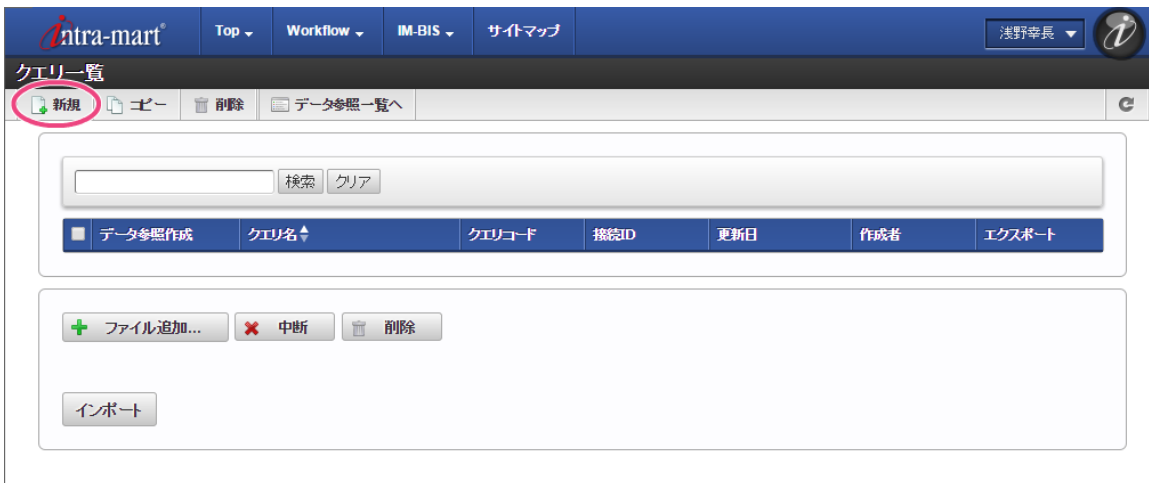 intra-mart® Top Workflow IM-BIS サイトマップ 浅野幸長
クエリ一覧
新規 コピー 削除 データ参照一覧へ
検索 クリア
データ参照作成 クエリ名 クエリコード 接続ID 更新日 作成者 エクスポート
ファイル追加... 中断 削除
インポート